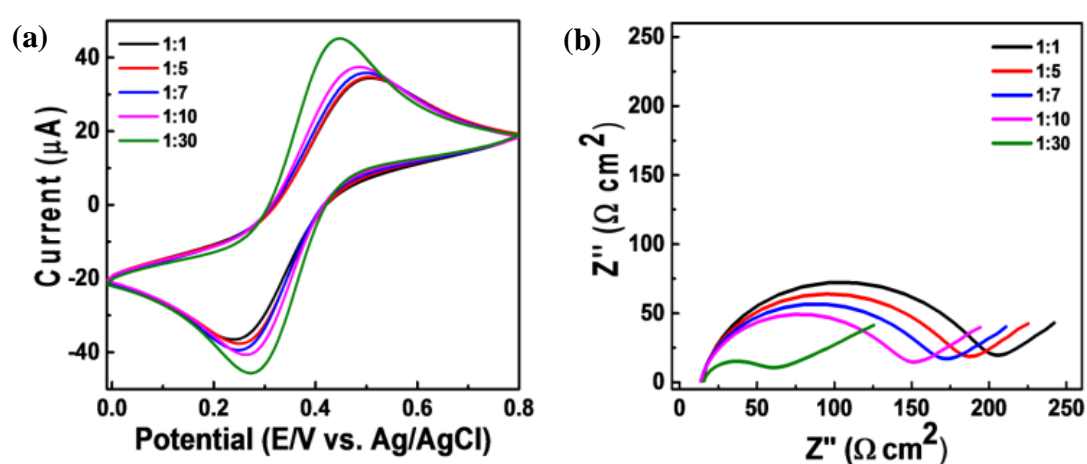 (a)
1:1
1:5
1:7
1:10
1:30
40
20
0
-20
-40
Current (μA)
0.0 0.2 0.4 0.6 0.8
Potential (E/V vs. Ag/AgCl)
(b)
1:1
1:5
1:7
1:10
1:30
250
200
150
100
50
0
Z'' (Ω cm²)
0 50 100 150 200 250
Z'' (Ω cm²)